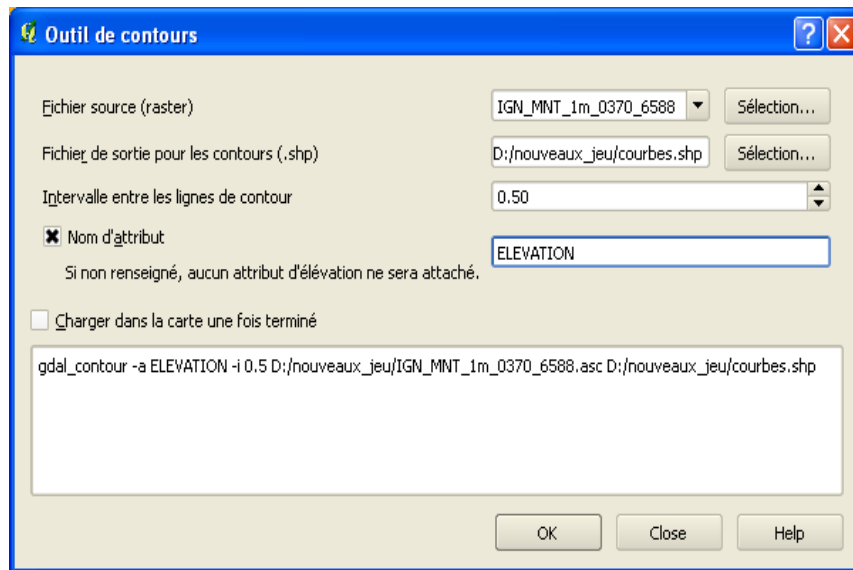 Outil de contours
Fichier source (raster)
IGN_MNT_1m_0370_6588
Sélection...
Fichier de sortie pour les contours (.shp)
D:/nouveaux_jeu/courbes.shp
Sélection...
Intervalle entre les lignes de contour
0.50
Nom d'attribut
ELEVATION
Si non renseigné, aucun attribut d'élévation ne sera attaché.
Charger dans la carte une fois terminé
gdal_contour -a ELEVATION -i 0.5 D:/nouveaux_jeu/IGN_MNT_1m_0370_6588.asc D:/nouveaux_jeu/courbes.shp
OK
Close
Help